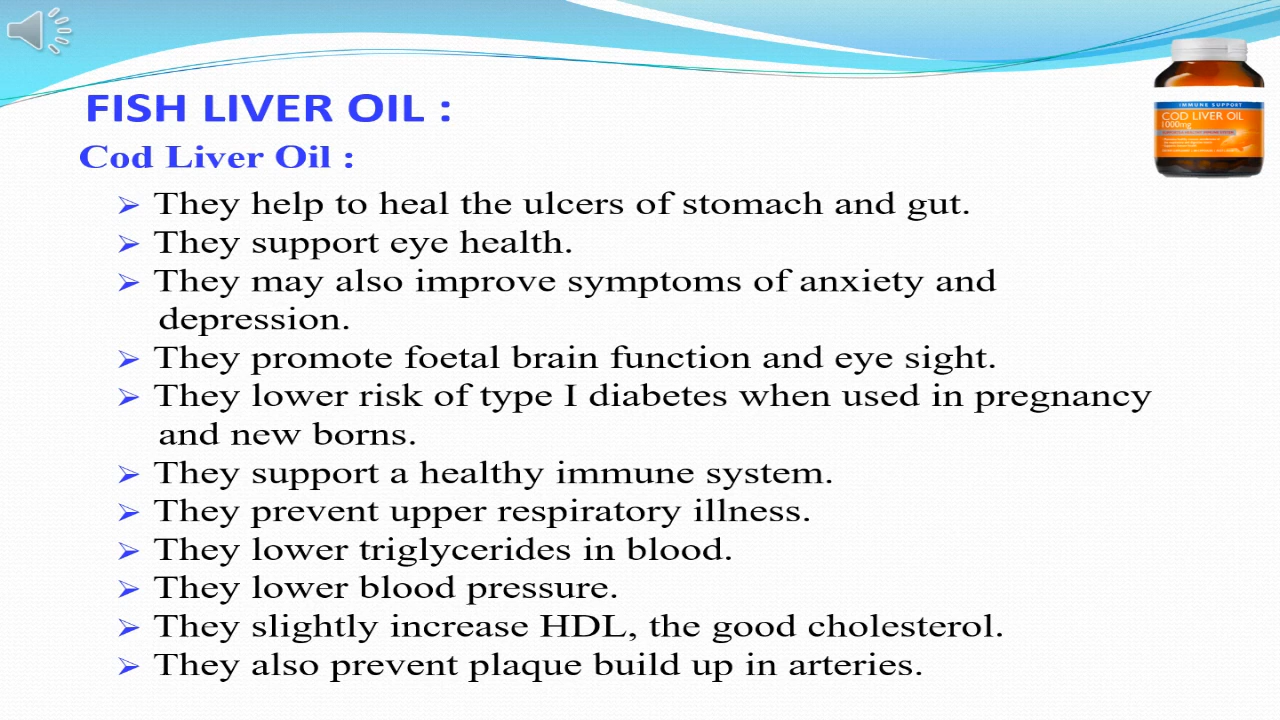 FISH LIVER OIL :
Cod Liver Oil :
➢ They help to heal the ulcers of stomach and gut.
➢ They support eye health.
➢ They may also improve symptoms of anxiety and
depression.
➢ They promote foetal brain function and eye sight.
➢ They lower risk of type I diabetes when used in pregnancy
and new borns.
➢ They support a healthy immune system.
➢ They prevent upper respiratory illness.
➢ They lower triglycerides in blood.
➢ They lower blood pressure.
➢ They slightly increase HDL, the good cholesterol.
➢ They also prevent plaque build up in arteries.
IMMUNE SUPPORT
COD LIVER OIL
1000mg